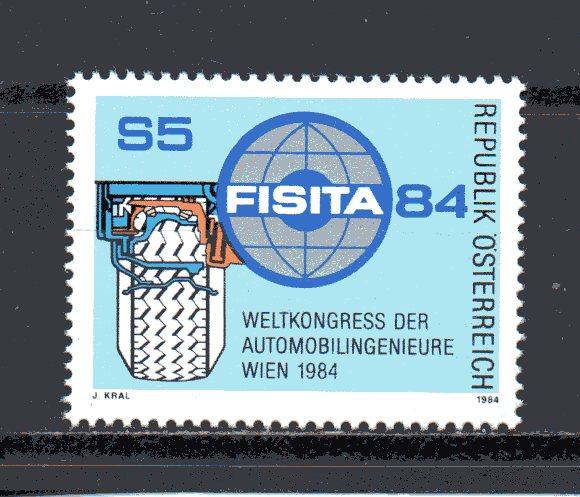 S5
FISITA 84
REPUBLIK ÖSTERREICH
WELTKONGRESS DER
AUTOMOBILINGENIEURE
WIEN 1984
J. KRAL
1984